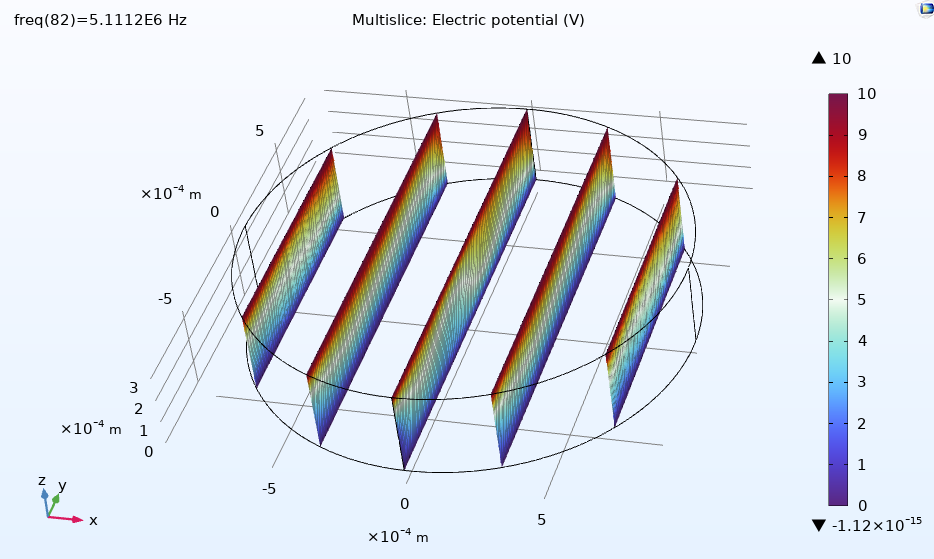 freq(82)=5.1112E6 Hz
Multislice: Electric potential (V)
▲ 10
10
9
8
7
6
5
4
3
2
1
0
▼ -1.12×10⁻¹⁵
5
×10⁻⁴ m
0
-5
3
2
×10⁻⁴ m
1
0
-5
0
5
×10⁻⁴ m
z
y
x